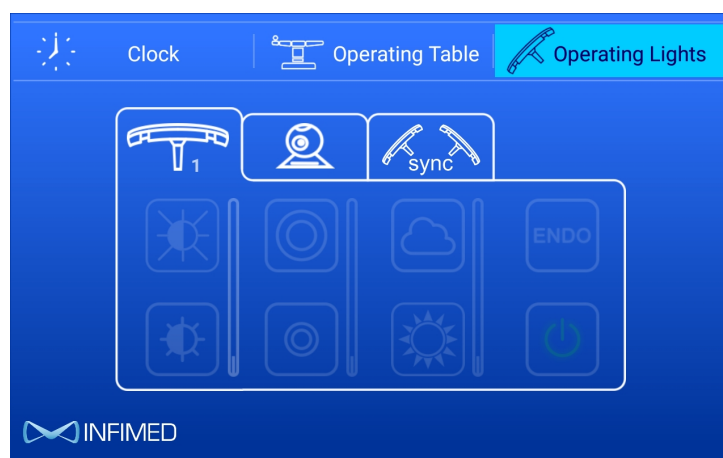 Clock
Operating Table
Operating Lights
1
sync
ENDO
INFIMED